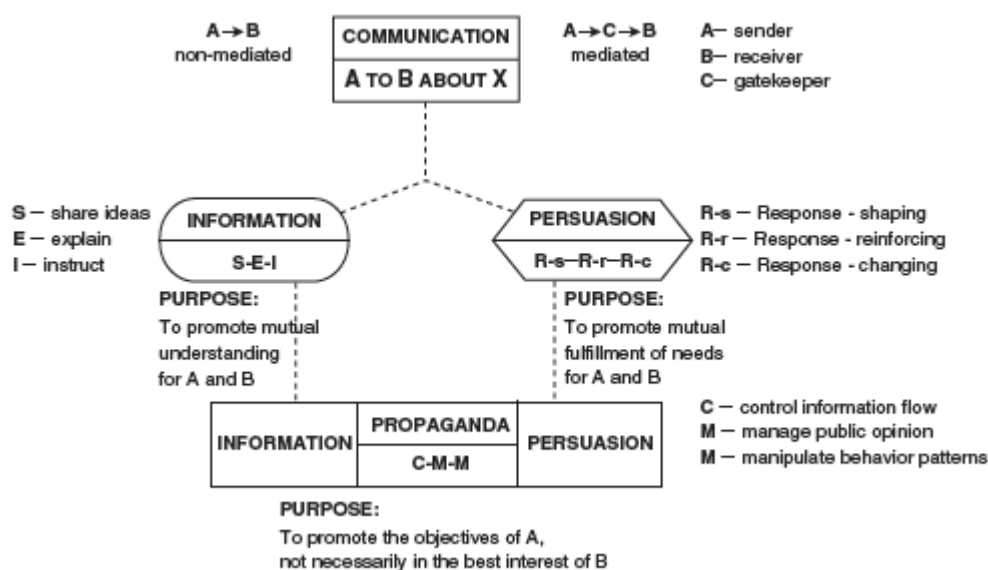 A→B
non-mediated
COMMUNICATION
A TO B ABOUT X
A→C→B
mediated
A— sender
B— receiver
C— gatekeeper
S — share ideas
E — explain
I — instruct
INFORMATION
S-E-I
PERSUASION
R-s—R-r—R-c
R-s — Response - shaping
R-r — Response - reinforcing
R-c — Response - changing
PURPOSE:
To promote mutual
understanding
for A and B
PURPOSE:
To promote mutual
fulfillment of needs
for A and B
INFORMATION
PROPAGANDA
C-M-M
PERSUASION
C — control information flow
M — manage public opinion
M — manipulate behavior patterns
PURPOSE:
To promote the objectives of A,
not necessarily in the best interest of B